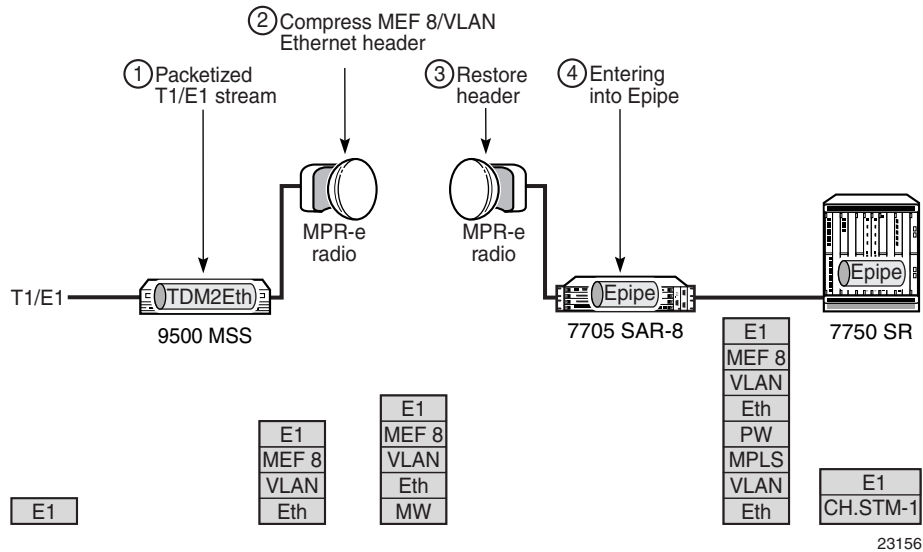 2 Compress MEF 8/VLAN
Ethernet header
1 Packetized
T1/E1 stream
3 Restore
header
4 Entering
into Epipe
MPR-e
radio
MPR-e
radio
T1/E1
TDM2Eth
9500 MSS
Epipe
7705 SAR-8
Epipe
7750 SR
E1
E1
MEF 8
VLAN
Eth
E1
MEF 8
VLAN
Eth
MW
E1
MEF 8
VLAN
Eth
PW
MPLS
VLAN
Eth
E1
CH.STM-1
23156